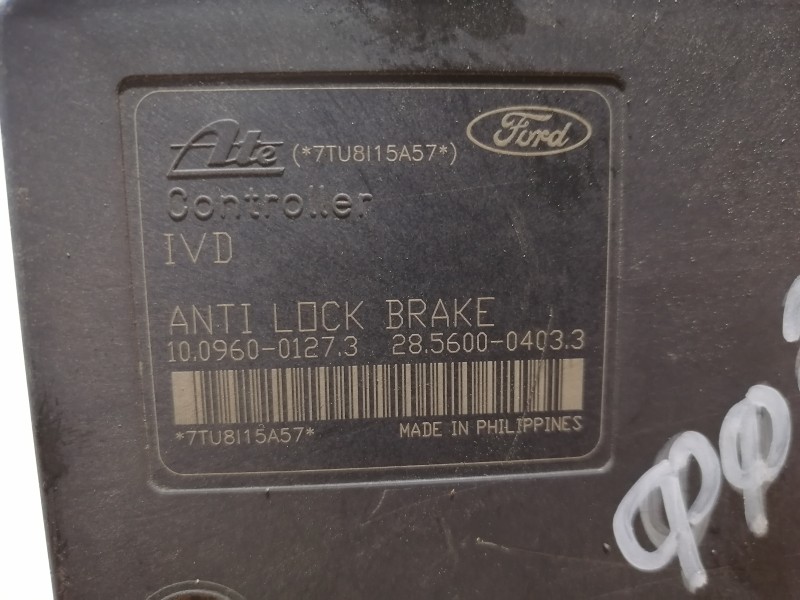 Ate (*7TU8I15A57*) Ford
Controller
IVD
ANTI LOCK BRAKE
10.0960-0127.3 28.5600-0403.3
*7TU8I15A57* MADE IN PHILIPPINES